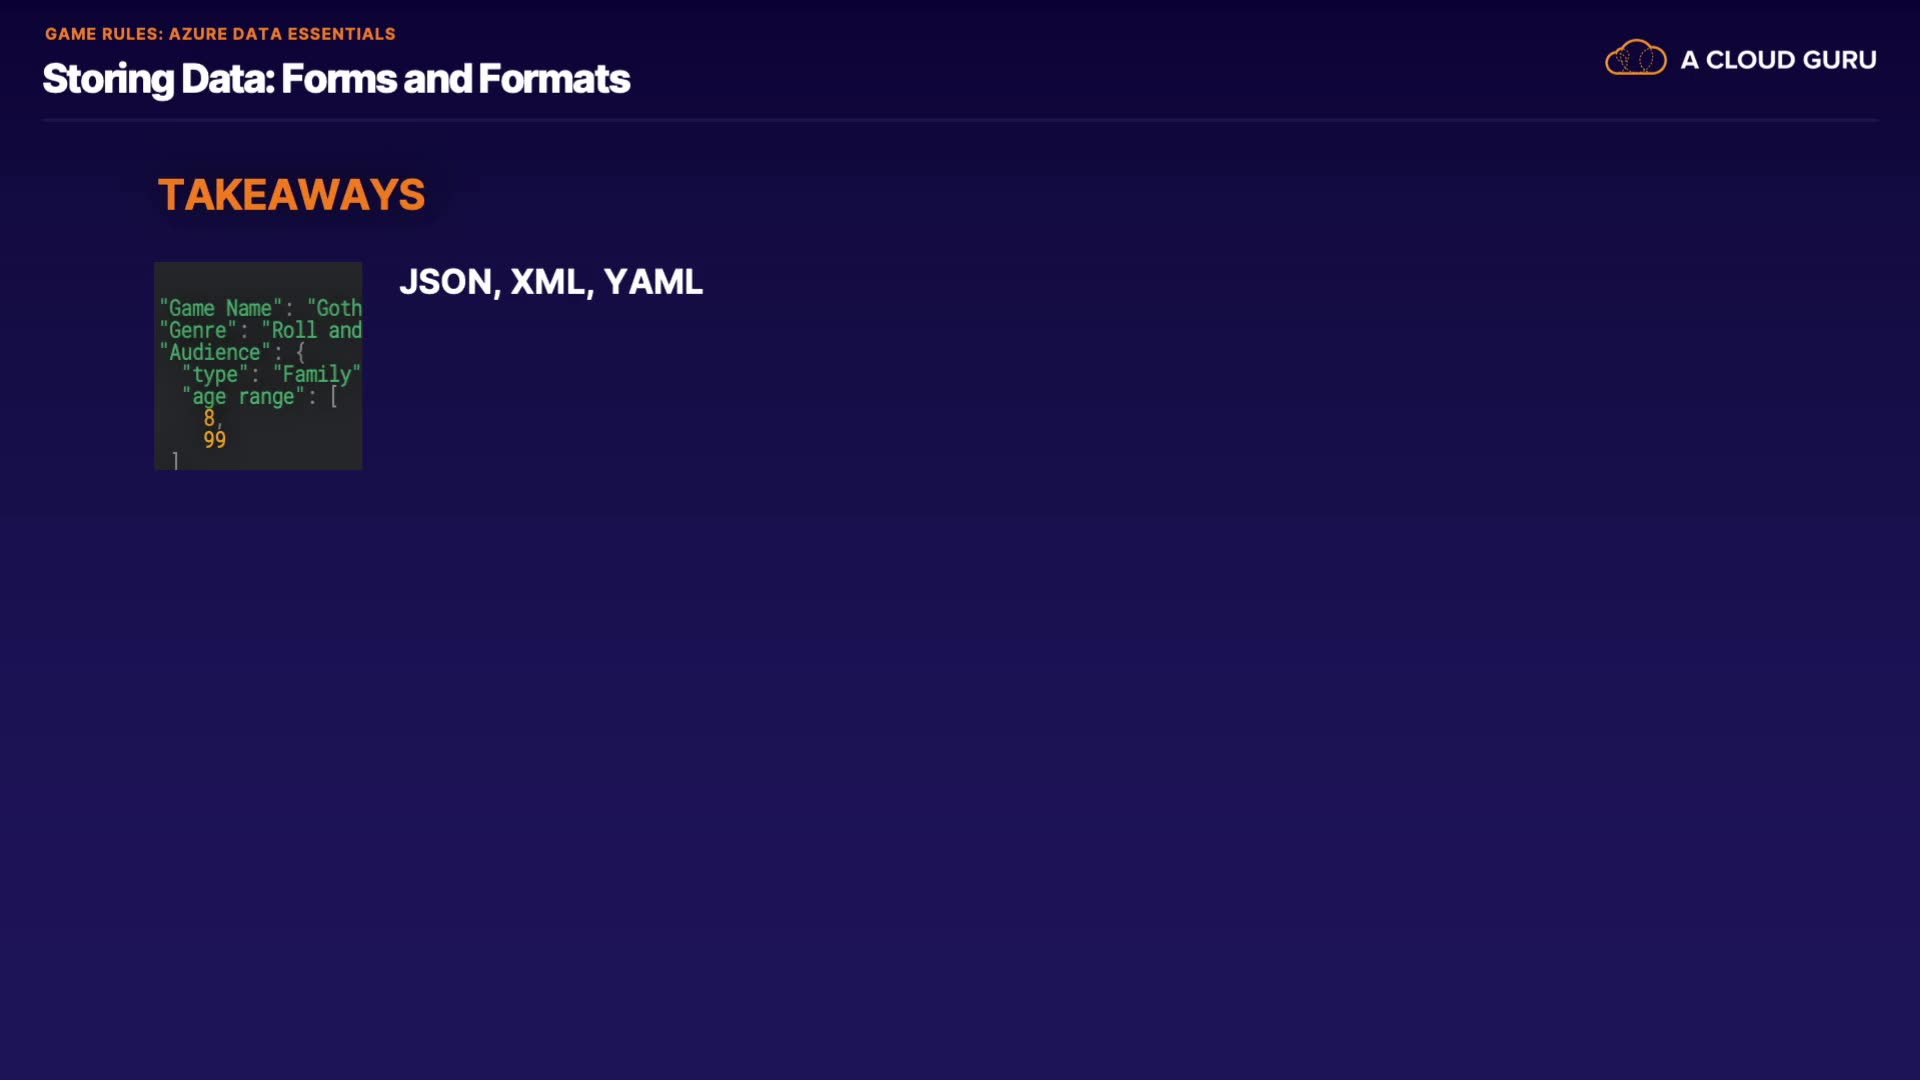 GAME RULES: AZURE DATA ESSENTIALS
Storing Data: Forms and Formats
A CLOUD GURU
TAKEAWAYS
JSON, XML, YAML
"Game Name": "Goth
"Genre": "Roll and
"Audience": {
"type": "Family"
"age range": [
8,
99
]